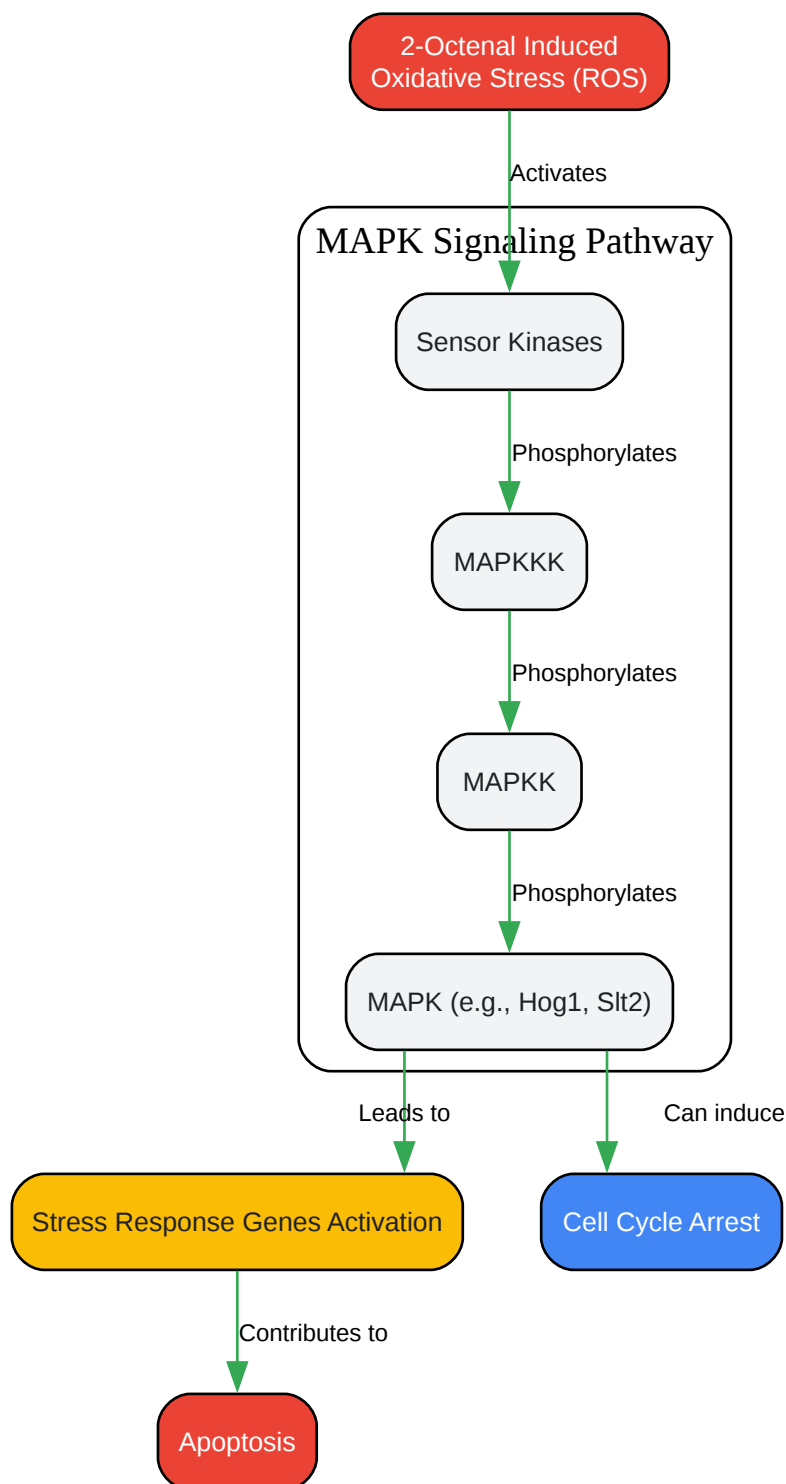 2-Octenal Induced
Oxidative Stress (ROS)
Activates
MAPK Signaling Pathway
Sensor Kinases
Phosphorylates
MAPKKK
Phosphorylates
MAPKK
Phosphorylates
MAPK (e.g., Hog1, Slt2)
Leads to
Can induce
Stress Response Genes Activation
Cell Cycle Arrest
Contributes to
Apoptosis